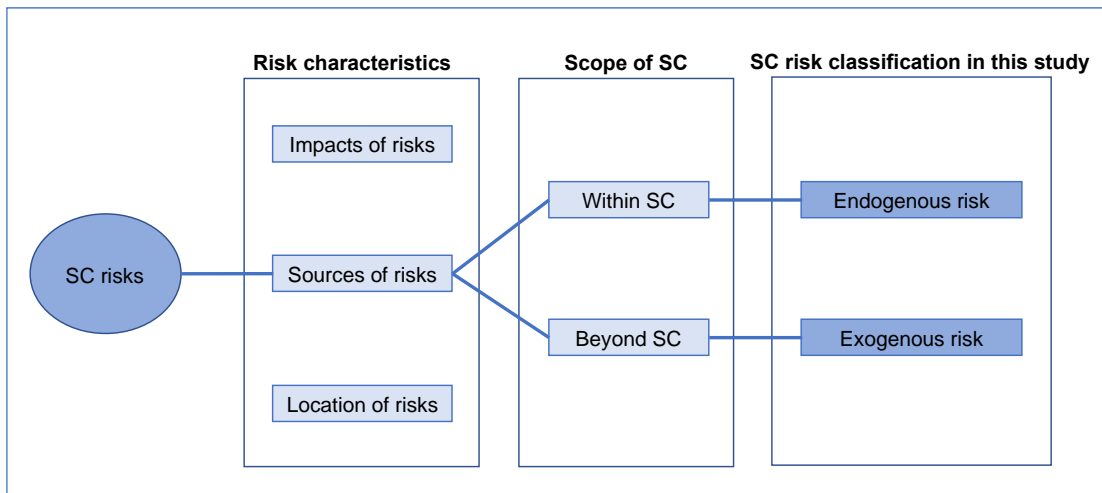 Risk characteristics
Scope of SC
SC risk classification in this study
Impacts of risks
Within SC
Endogenous risk
SC risks
Sources of risks
Beyond SC
Exogenous risk
Location of risks